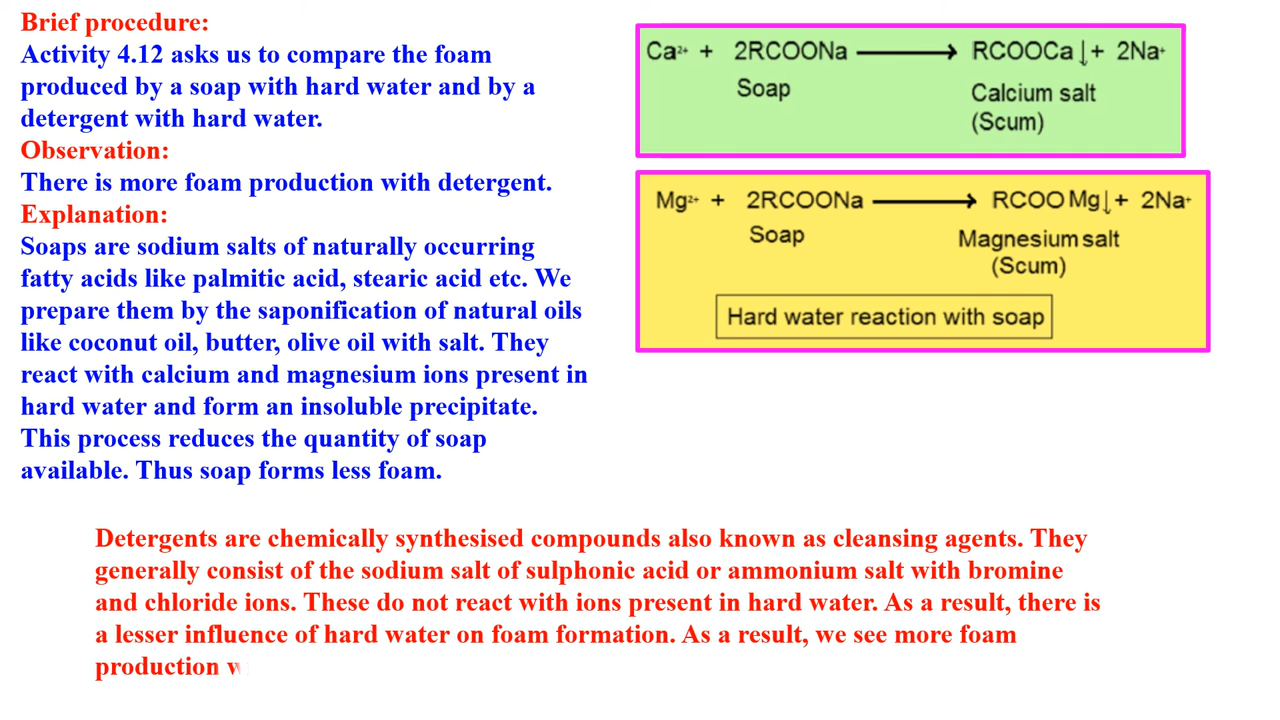 Brief procedure:
Activity 4.12 asks us to compare the foam
produced by a soap with hard water and by a
detergent with hard water.
Observation:
There is more foam production with detergent.
Explanation:
Soaps are sodium salts of naturally occurring
fatty acids like palmitic acid, stearic acid etc. We
prepare them by the saponification of natural oils
like coconut oil, butter, olive oil with salt. They
react with calcium and magnesium ions present in
hard water and form an insoluble precipitate.
This process reduces the quantity of soap
available. Thus soap forms less foam.
Ca²⁺ + 2RCOONa ⟶ RCOOCa↓ + 2Na⁺
Soap Calcium salt
(Scum)
Mg²⁺ + 2RCOONa ⟶ RCOO Mg↓ + 2Na⁺
Soap Magnesium salt
(Scum)
Hard water reaction with soap
Detergents are chemically synthesised compounds also known as cleansing agents. They
generally consist of the sodium salt of sulphonic acid or ammonium salt with bromine
and chloride ions. These do not react with ions present in hard water. As a result, there is
a lesser influence of hard water on foam formation. As a result, we see more foam
production